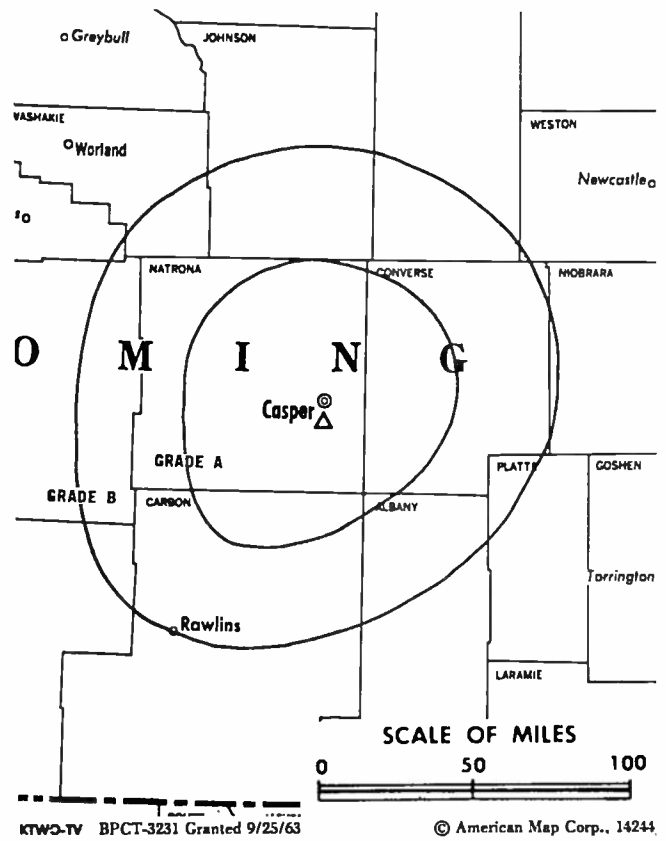 Greybull
JOHNSON
WASHAKIE
WESTON
Worland
Newcastle
NATRONA
CONVERSE
NIOBRARA
O M I N G
Casper
GRADE A
PLATTE
GOSHEN
GRADE B
CARBON
ALBANY
Torrington
Rawlins
LARAMIE
SCALE OF MILES
0 50 100
KTWO-TV BPCT-3231 Granted 9/25/63
© American Map Corp., 14244